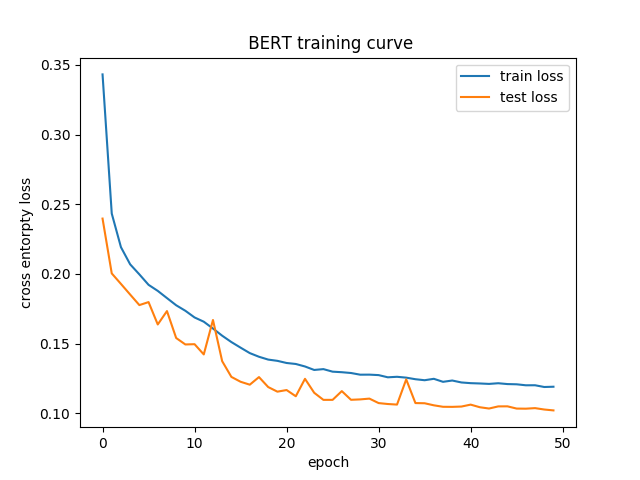 BERT training curve
train loss
test loss
0.35
0.30
0.25
0.20
0.15
0.10
cross entorpty loss
0 10 20 30 40 50
epoch